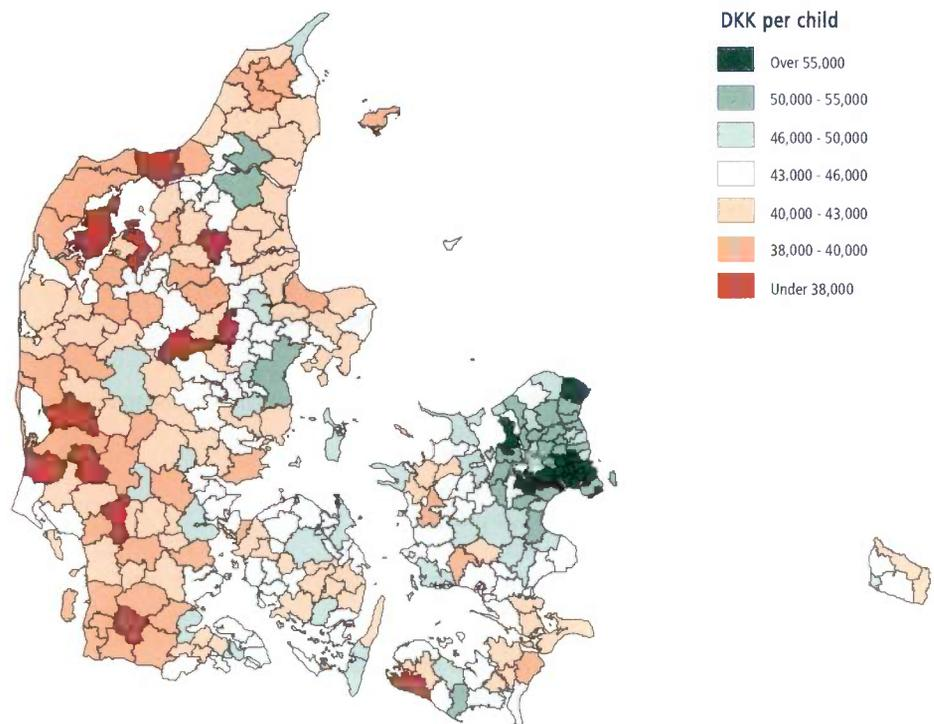 DKK per child
Over 55,000
50,000 - 55,000
46,000 - 50,000
43.000 - 46,000
40,000 - 43,000
38,000 - 40,000
Under 38,000